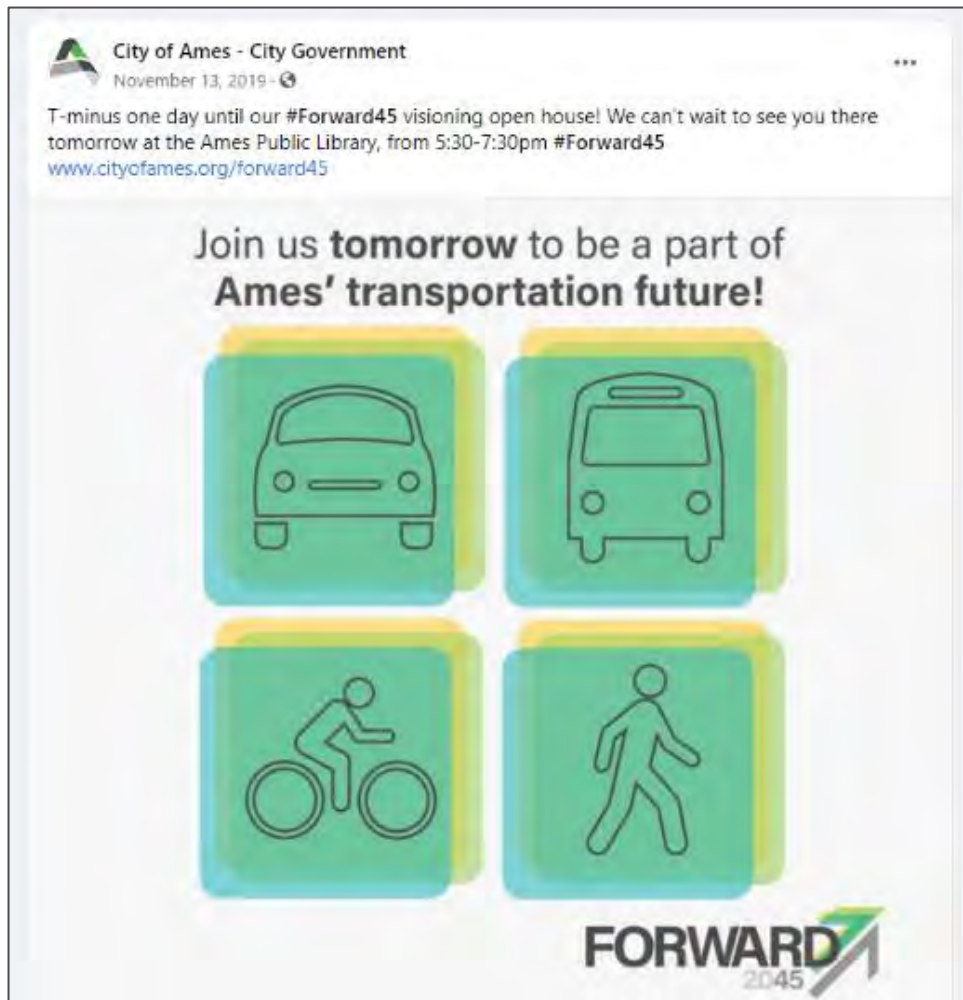 City of Ames - City Government
November 13, 2019 ·
T-minus one day until our #Forward45 visioning open house! We can't wait to see you there
tomorrow at the Ames Public Library, from 5:30-7:30pm #Forward45
www.cityofames.org/forward45
Join us tomorrow to be a part of
Ames' transportation future!
FORWARD
2045